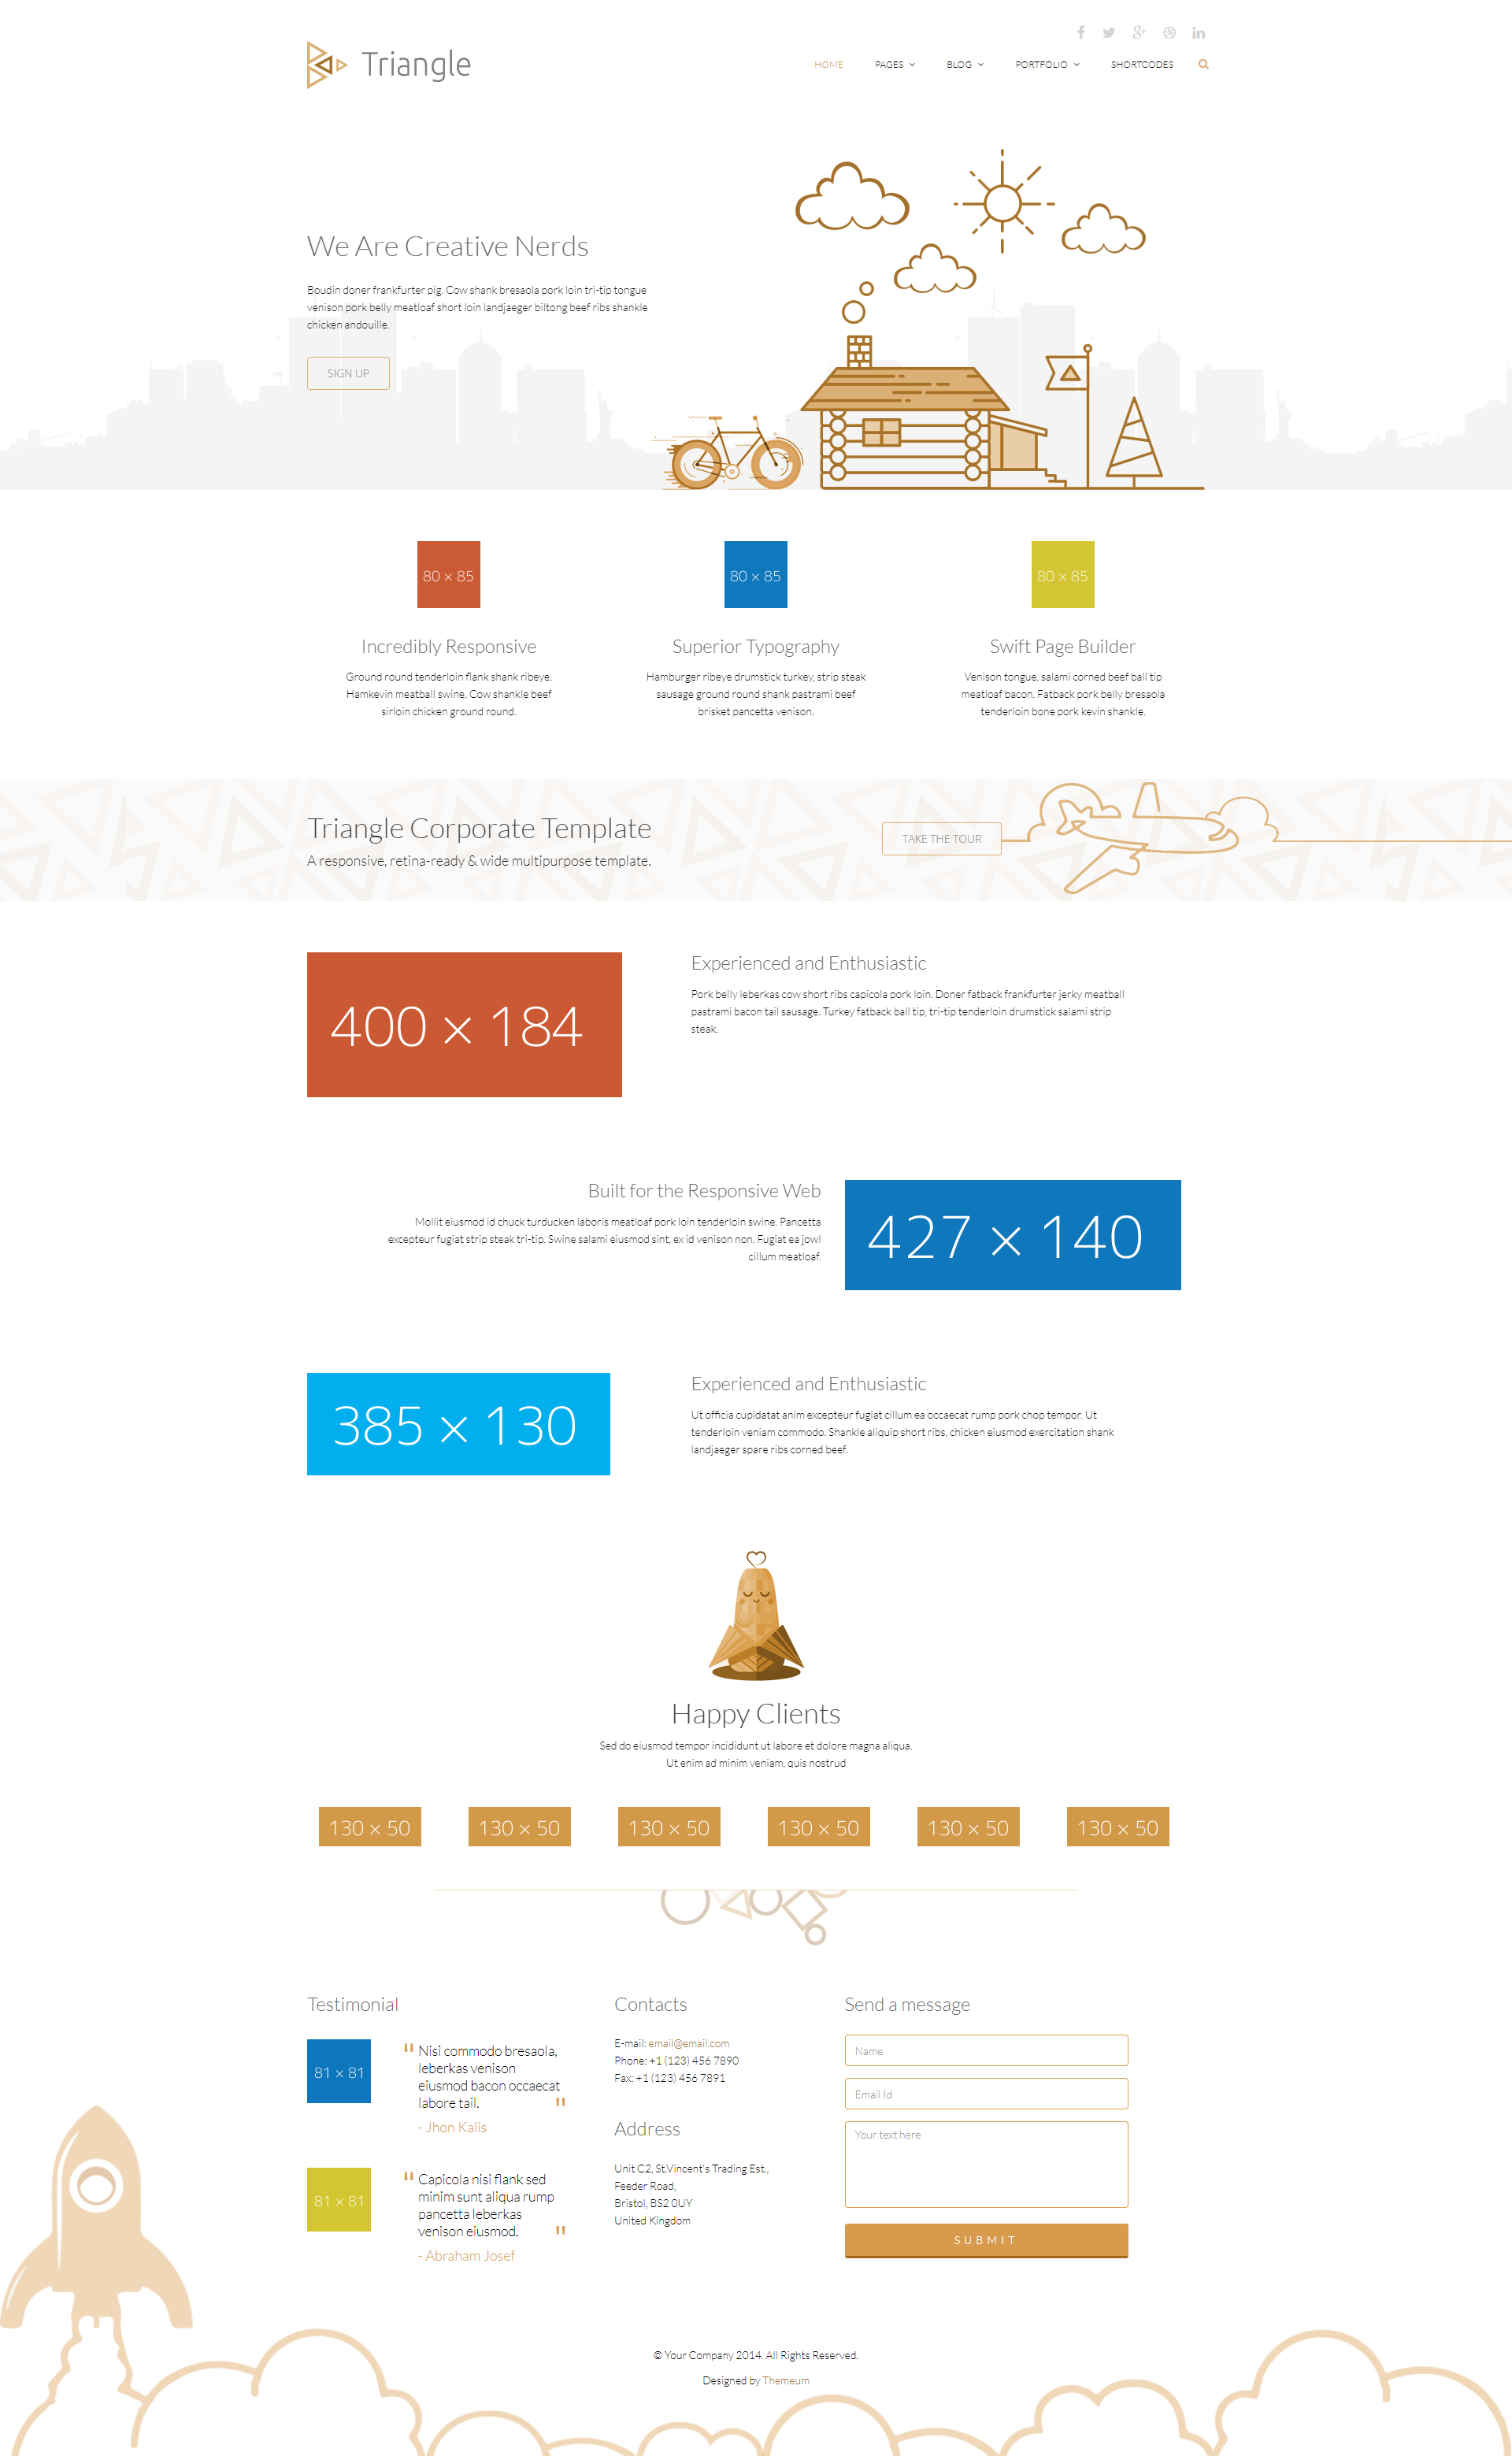 Triangle
HOME PAGES BLOG PORTFOLIO SHORTCODES
We Are Creative Nerds
Boudin doner frankfurter pig. Cow shank bresaola pork loin tri-tip tongue
venison pork belly meatloaf short loin landjaeger biltong beef ribs shankle
chicken andouille.
SIGN UP
80 × 85
80 × 85
80 × 85
Incredibly Responsive
Ground round tenderloin flank shank ribeye.
Hamkevin meatball swine. Cow shankle beef
sirloin chicken ground round.
Superior Typography
Hamburger ribeye drumstick turkey, strip steak
sausage ground round shank pastrami beef
brisket pancetta venison.
Swift Page Builder
Venison tongue, salami corned beef ball tip
meatloaf bacon. Fatback pork belly bresaola
tenderloin bone pork kevin shankle.
Triangle Corporate Template
A responsive, retina-ready & wide multipurpose template.
TAKE THE TOUR
400 × 184
Experienced and Enthusiastic
Pork belly leberkas cow short ribs capicola pork loin. Doner fatback frankfurter jerky meatball
pastrami bacon tail sausage. Turkey fatback ball tip, tri-tip tenderloin drumstick salami strip
steak.
Built for the Responsive Web
Mollit eiusmod id chuck turducken laboris meatloaf pork loin tenderloin swine. Pancetta
excepteur fugiat strip steak tri-tip. Swine salami eiusmod sint, ex id venison non. Fugiat ea jowl
cillum meatloaf.
427 × 140
385 × 130
Experienced and Enthusiastic
Ut officia cupidatat anim excepteur fugiat cillum ea occaecat rump pork chop tempor. Ut
tenderloin veniam commodo. Shankle aliquip short ribs, chicken eiusmod exercitation shank
landjaeger spare ribs corned beef.
Happy Clients
Sed do eiusmod tempor incididunt ut labore et dolore magna aliqua.
Ut enim ad minim veniam, quis nostrud
130 × 50
130 × 50
130 × 50
130 × 50
130 × 50
130 × 50
Testimonial
81 × 81
" Nisi commodo bresaola,
leberkas venison
eiusmod bacon occaecat
labore tail. "
- Jhon Kalis
81 × 81
" Capicola nisi flank sed
minim sunt aliqua rump
pancetta leberkas
venison eiusmod. "
- Abraham Josef
Contacts
E-mail: email@email.com
Phone: +1 (123) 456 7890
Fax: +1 (123) 456 7891
Address
Unit C2, St.Vincent's Trading Est.,
Feeder Road,
Bristol, BS2 0UY
United Kingdom
Send a message
Name
Email Id
Your text here
SUBMIT
© Your Company 2014. All Rights Reserved.
Designed by Themeum